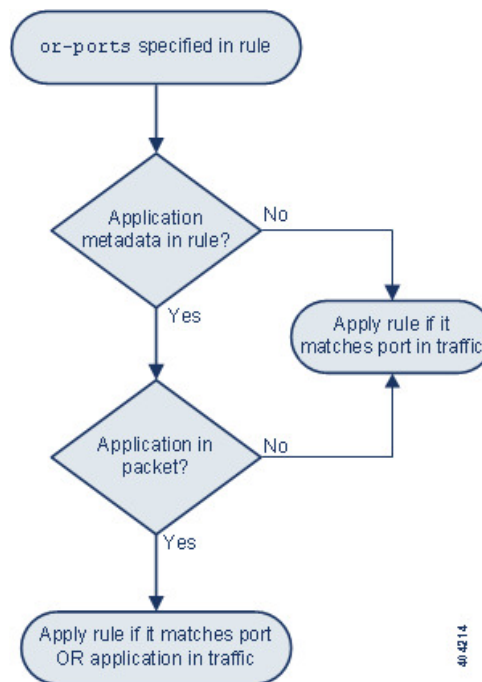 or-ports specified in rule
Application
metadata in rule?
No
Yes
Apply rule if it
matches port in traffic
Application in
packet?
No
Yes
Apply rule if it matches port
OR application in traffic
404214